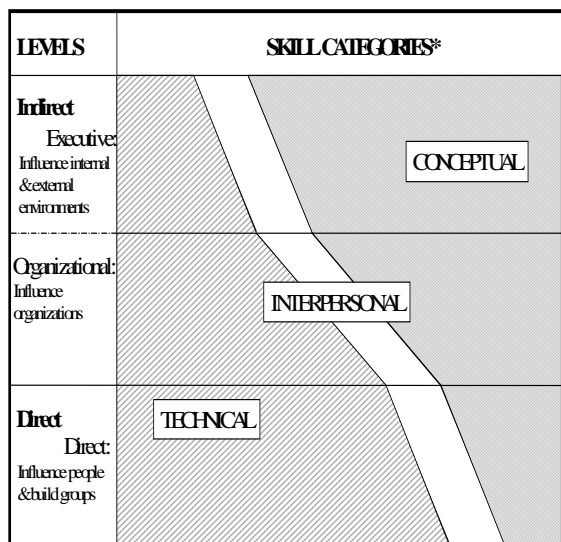 LEVELS
SKILL CATEGORIES*
Indirect
Executive:
Influence internal
& external
environments
CONCEPTUAL
Organizational:
Influence
organizations
INTERPERSONAL
Direct
Direct:
Influence people
& build groups
TECHNICAL